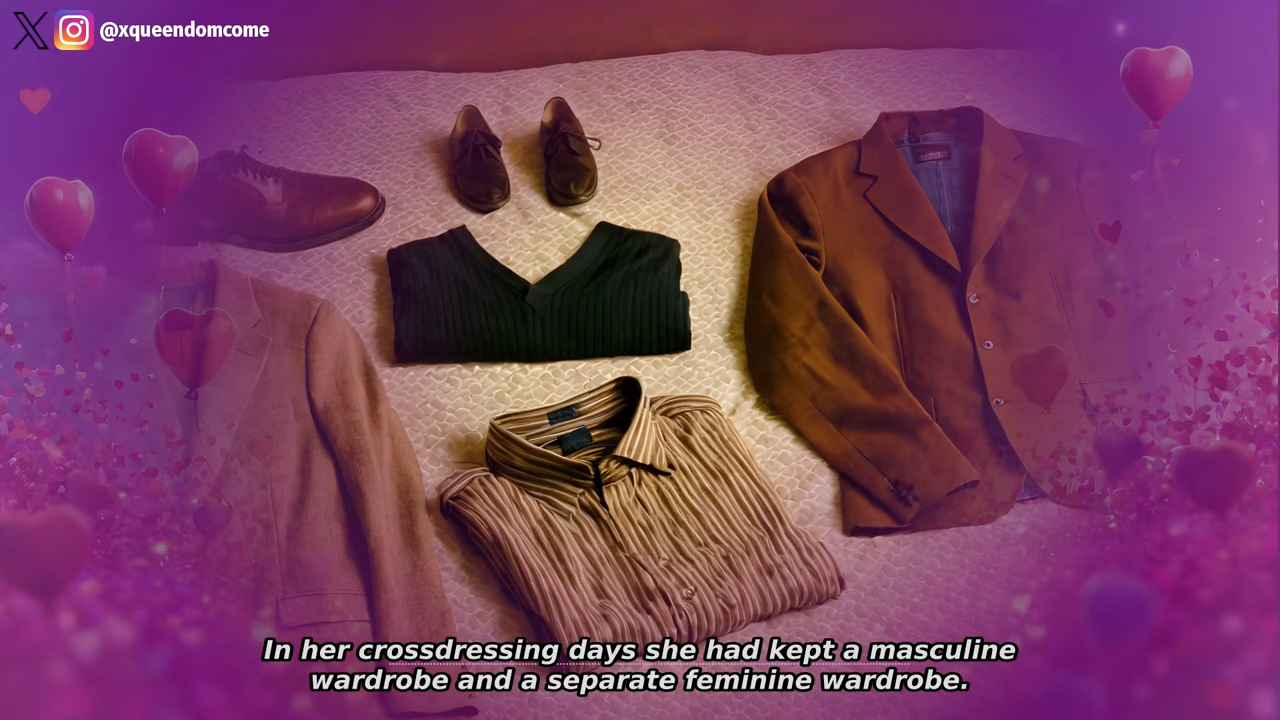 @xqueendomcome
In her crossdressing days she had kept a masculine
wardrobe and a separate feminine wardrobe.